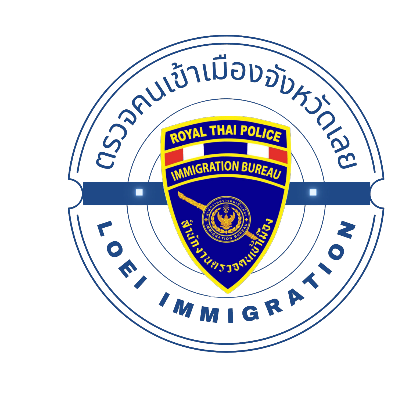 ตรวจคนเข้าเมืองจังหวัดเลย
ROYAL THAI POLICE
IMMIGRATION BUREAU
สำนักงานตรวจคนเข้าเมือง
LOEI IMMIGRATION